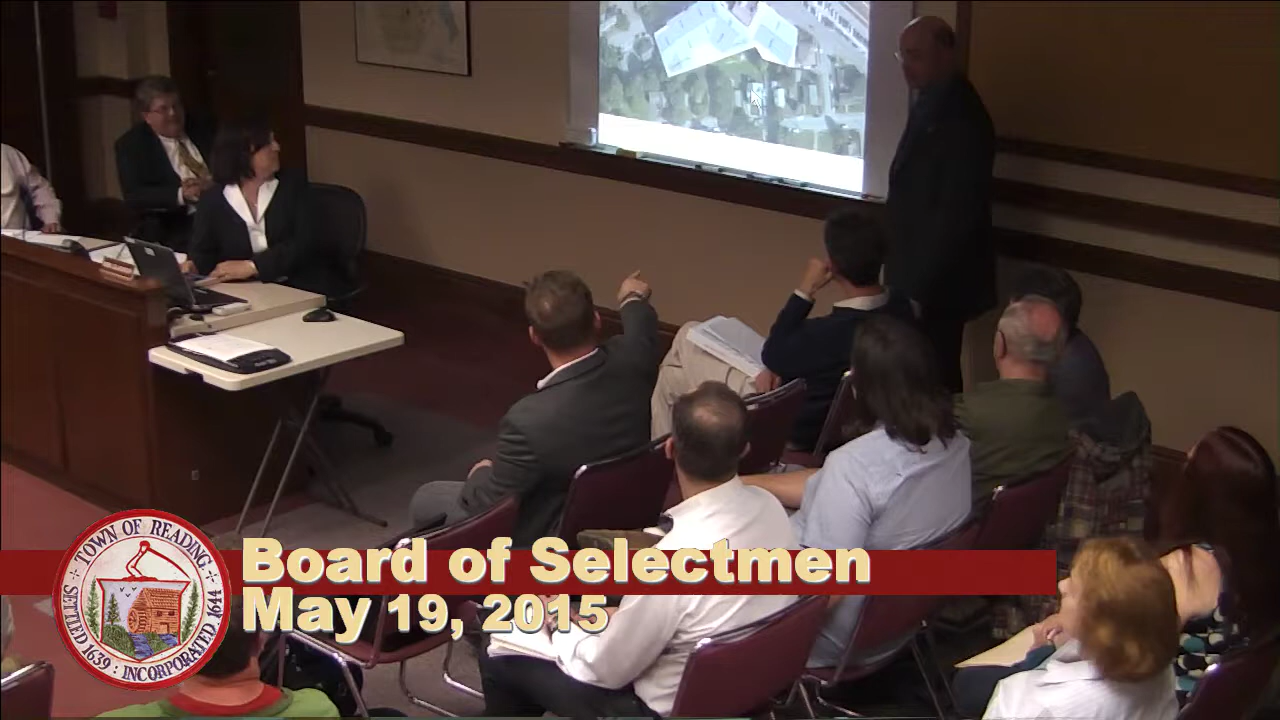 Board of Selectmen
May 19, 2015
TOWN OF READING
SETTLED 1639 : INCORPORATED 1644